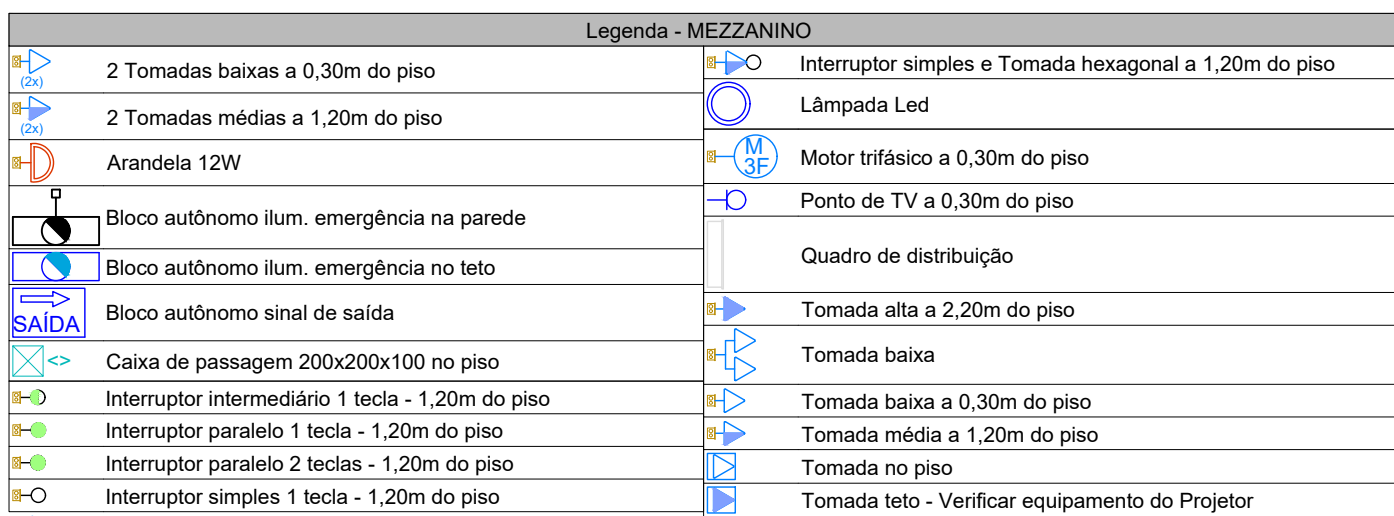 Legenda - MEZZANINO
(2x)
2 Tomadas baixas a 0,30m do piso
(2x)
2 Tomadas médias a 1,20m do piso
Arandela 12W
Bloco autônomo ilum. emergência na parede
Bloco autônomo ilum. emergência no teto
SAÍDA
Bloco autônomo sinal de saída
<>
Caixa de passagem 200x200x100 no piso
Interruptor intermediário 1 tecla - 1,20m do piso
Interruptor paralelo 1 tecla - 1,20m do piso
Interruptor paralelo 2 teclas - 1,20m do piso
Interruptor simples 1 tecla - 1,20m do piso
Interruptor simples e Tomada hexagonal a 1,20m do piso
Lâmpada Led
M
3F
Motor trifásico a 0,30m do piso
Ponto de TV a 0,30m do piso
Quadro de distribuição
Tomada alta a 2,20m do piso
Tomada baixa
Tomada baixa a 0,30m do piso
Tomada média a 1,20m do piso
Tomada no piso
Tomada teto - Verificar equipamento do Projetor